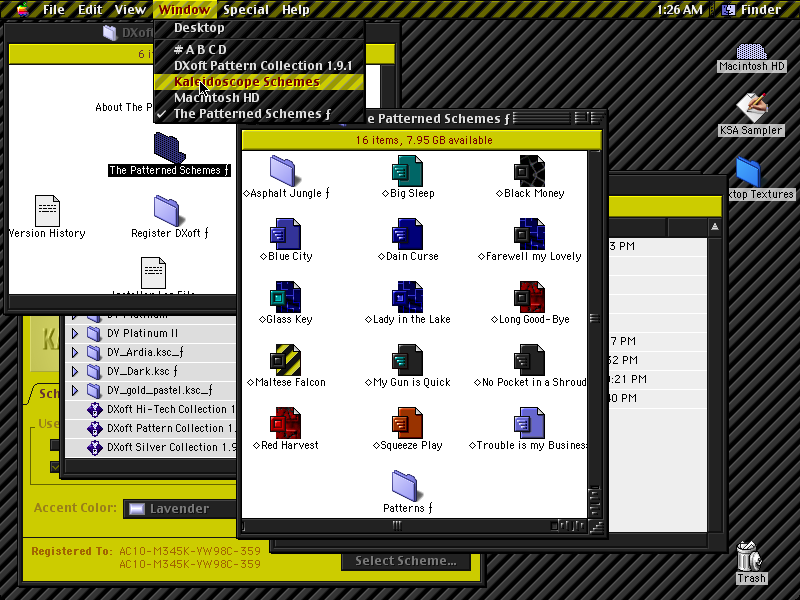 File Edit View Window Special Help 1:26 AM Finder
Desktop
# A B C D
DXoft Pattern Collection 1.9.1
Kaleidoscope Schemes
Macintosh HD
✓ The Patterned Schemes ƒ
DXof
6 i
About The P
The Patterned Schemes ƒ
Version History
Register DXoft ƒ
Installer Log File
e Patterned Schemes ƒ
16 items, 7.95 GB available
◇Asphalt Jungle ƒ
◇Big Sleep
◇Black Money
◇Blue City
◇Dain Curse
◇Farewell my Lovely
◇Glass Key
◇Lady in the Lake
◇Long Good-Bye
◇Maltese Falcon
◇My Gun is Quick
◇No Pocket in a Shroud
◇Red Harvest
◇Squeeze Play
◇Trouble is my Busines
Patterns ƒ
Macintosh HD
KSA Sampler
ktop Textures
Trash
3 PM
7 PM
32 PM
0:21 PM
40 PM
DV Platinum
DV Platinum II
DV_Ardia.ksc_ƒ
DV_Dark.ksc ƒ
DV_gold_pastel.ksc_ƒ
DXoft Hi-Tech Collection 1
DXoft Pattern Collection 1.
DXoft Silver Collection 1.9
Sch
Use
Accent Color: Lavender
Registered To: AC10-M345K-YW98C-359
AC10-M345K-YW98C-359
Select Scheme...